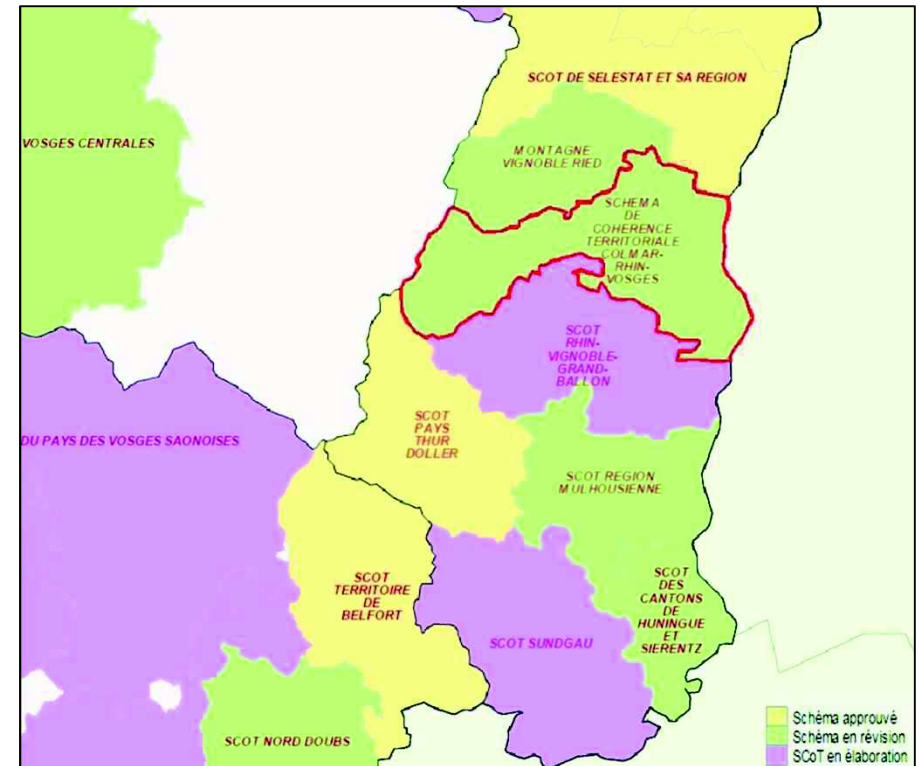 SCOT DE SELESTAT ET SA REGION
VOSGES CENTRALES
MONTAGNE
VIGNOBLE RIED
SCHEMA
DE
COHERENCE
TERRITORIALE
COLMAR-
RHIN-
VOSGES
SCOT
RHIN-
VIGNOBLE-
GRAND-
BALLON
SCOT
PAYS
THUR
DOLLER
DU PAYS DES VOSGES SAONOISES
SCOT REGION
MULHOUSIENNE
SCOT
TERRITOIRE
DE
BELFORT
SCOT
DES
CANTONS
DE
HUNINGUE
ET
SIERENTZ
SCOT SUNDGAU
SCOT NORD DOUBS
Schéma approuvé
Schéma en révision
SCoT en élaboration